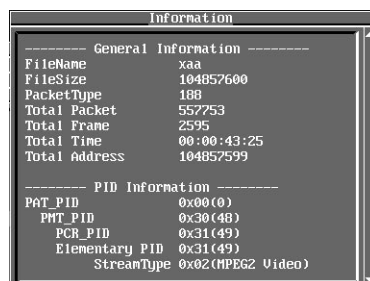 Information
-------- General Information --------
FileName xaa
FileSize 104857600
PacketType 188
Total Packet 557753
Total Frame 2595
Total Time 00:00:43:25
Total Address 104857599
-------- PID Information --------
PAT_PID 0x00(0)
PMT_PID 0x30(48)
PCR_PID 0x31(49)
Elementary PID 0x31(49)
StreamType 0x02(MPEG2 Video)